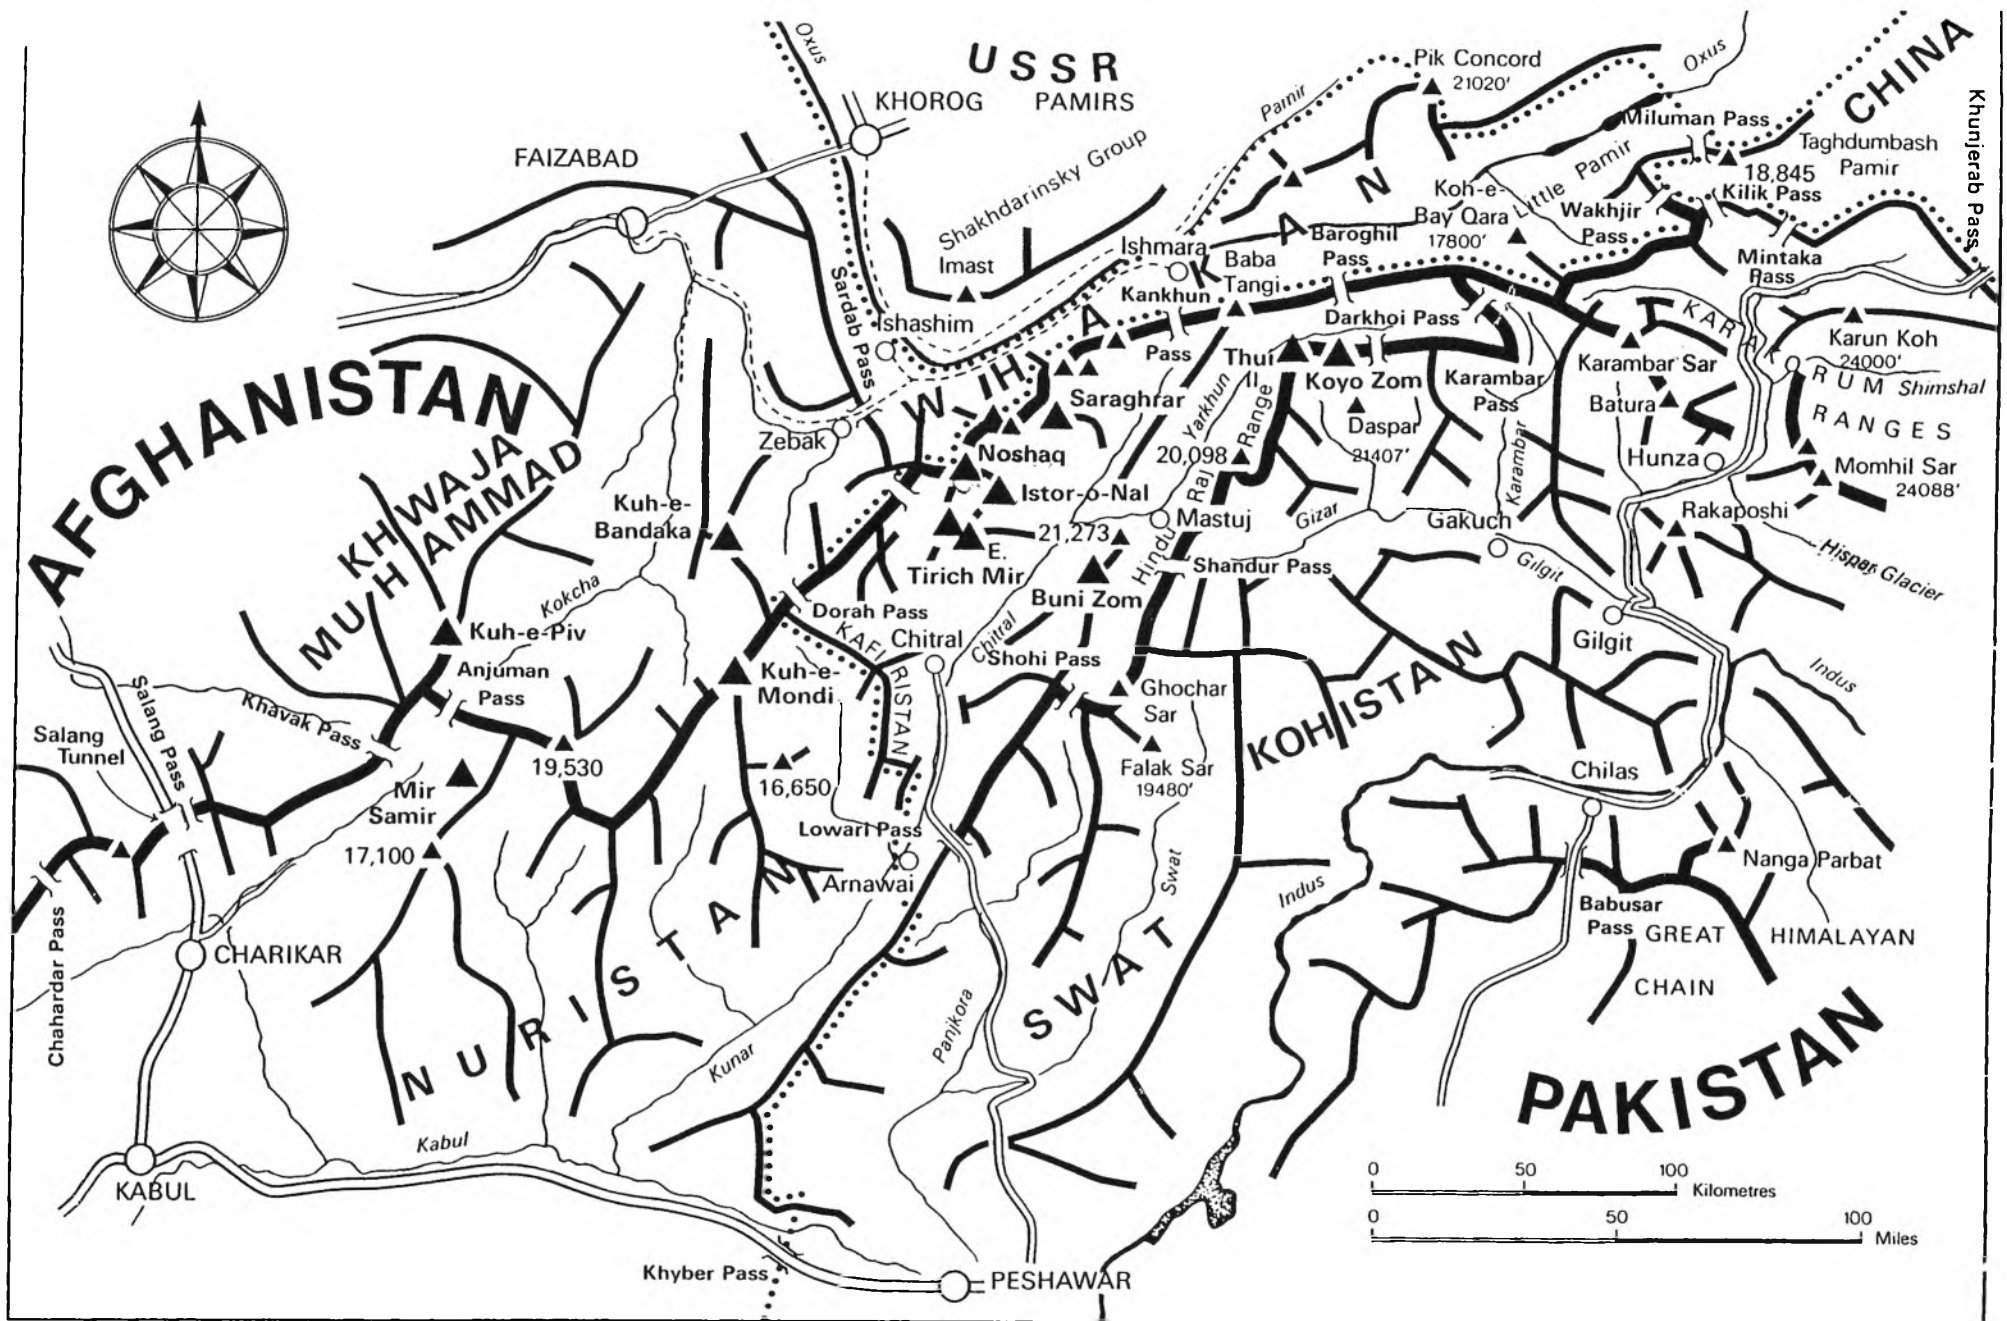 USSR
PAMIRS
CHINA
AFGHANISTAN
PAKISTAN
Oxus
KHOROG
FAIZABAD
Shakhdarinsky Group
Imast
Pamir
Pik Concord
21020'
Oxus
Miluman Pass
Taghdumbash
Pamir
18,845
Kilik Pass
Khunjerab Pass
Little Pamir
Koh-e-
Bay Qara
17800'
Wakhjir
Pass
Mintaka
Pass
WAKHAN
Baroghil
Pass
Ishmara
Baba
Tangi
Kankhun
Pass
Sardab Pass
Ishashim
Zebak
Darkhoi Pass
Thui
II
Koyo Zom
Karambar
Pass
Karambar Sar
KARAKORUM
RANGES
Karun Koh
24000'
Shimshal
Batura
Hunza
Momhil Sar
24088'
Rakaposhi
Hispar Glacier
Saraghrar
Noshaq
Istor-o-Nal
E.
Tirich Mir
21,273
Buni Zom
Yarkhun
20,098
Hindu Raj Range
Daspar
21407'
Karambar
Mastuj
Gizar
Gakuch
Gilgit
Shandur Pass
Gilgit
Indus
KHWAJA
MUHAMMAD
Kuh-e-
Bandaka
Kokcha
Kuh-e-Piv
Anjuman
Pass
Dorah Pass
KAFIRISTAN
Chitral
Chitral
Kuh-e-
Mondi
Shohi Pass
Ghochar
Sar
Falak Sar
19480'
KOHISTAN
Chilas
Salang Pass
Khavak Pass
Salang
Tunnel
Mir
Samir
19,530
16,650
17,100
Lowari Pass
Arnawai
Swat
Indus
Nanga Parbat
Babusar
Pass
GREAT HIMALAYAN
CHAIN
Chahardar Pass
CHARIKAR
NURISTAN
SWAT
Panjkora
Kunar
Kabul
KABUL
Khyber Pass
PESHAWAR
0 50 100
Kilometres
0 50 100
Miles